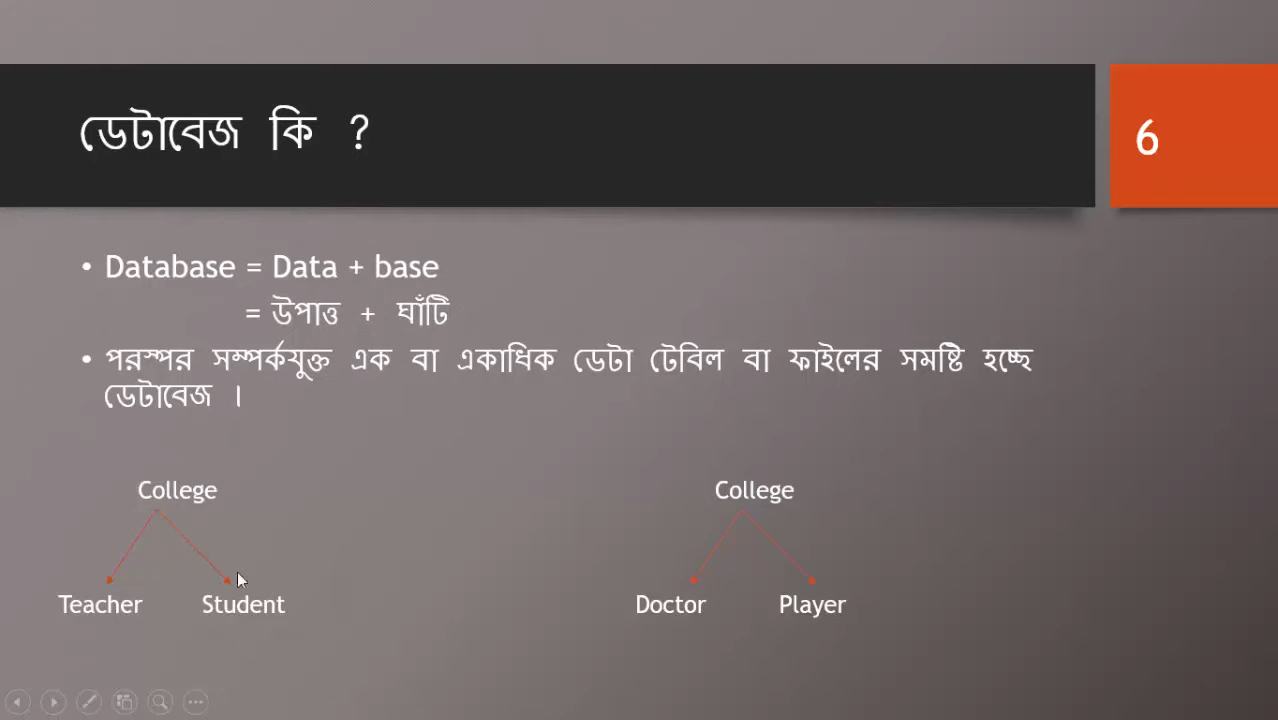 ডেটাবেজ কি ?
6
• Database = Data + base
= উপাত্ত + ঘাঁটি
• পরস্পর সম্পর্কযুক্ত এক বা একাধিক ডেটা টেবিল বা ফাইলের সমষ্টি হচ্ছে
ডেটাবেজ ।
College College
Teacher Student Doctor Player